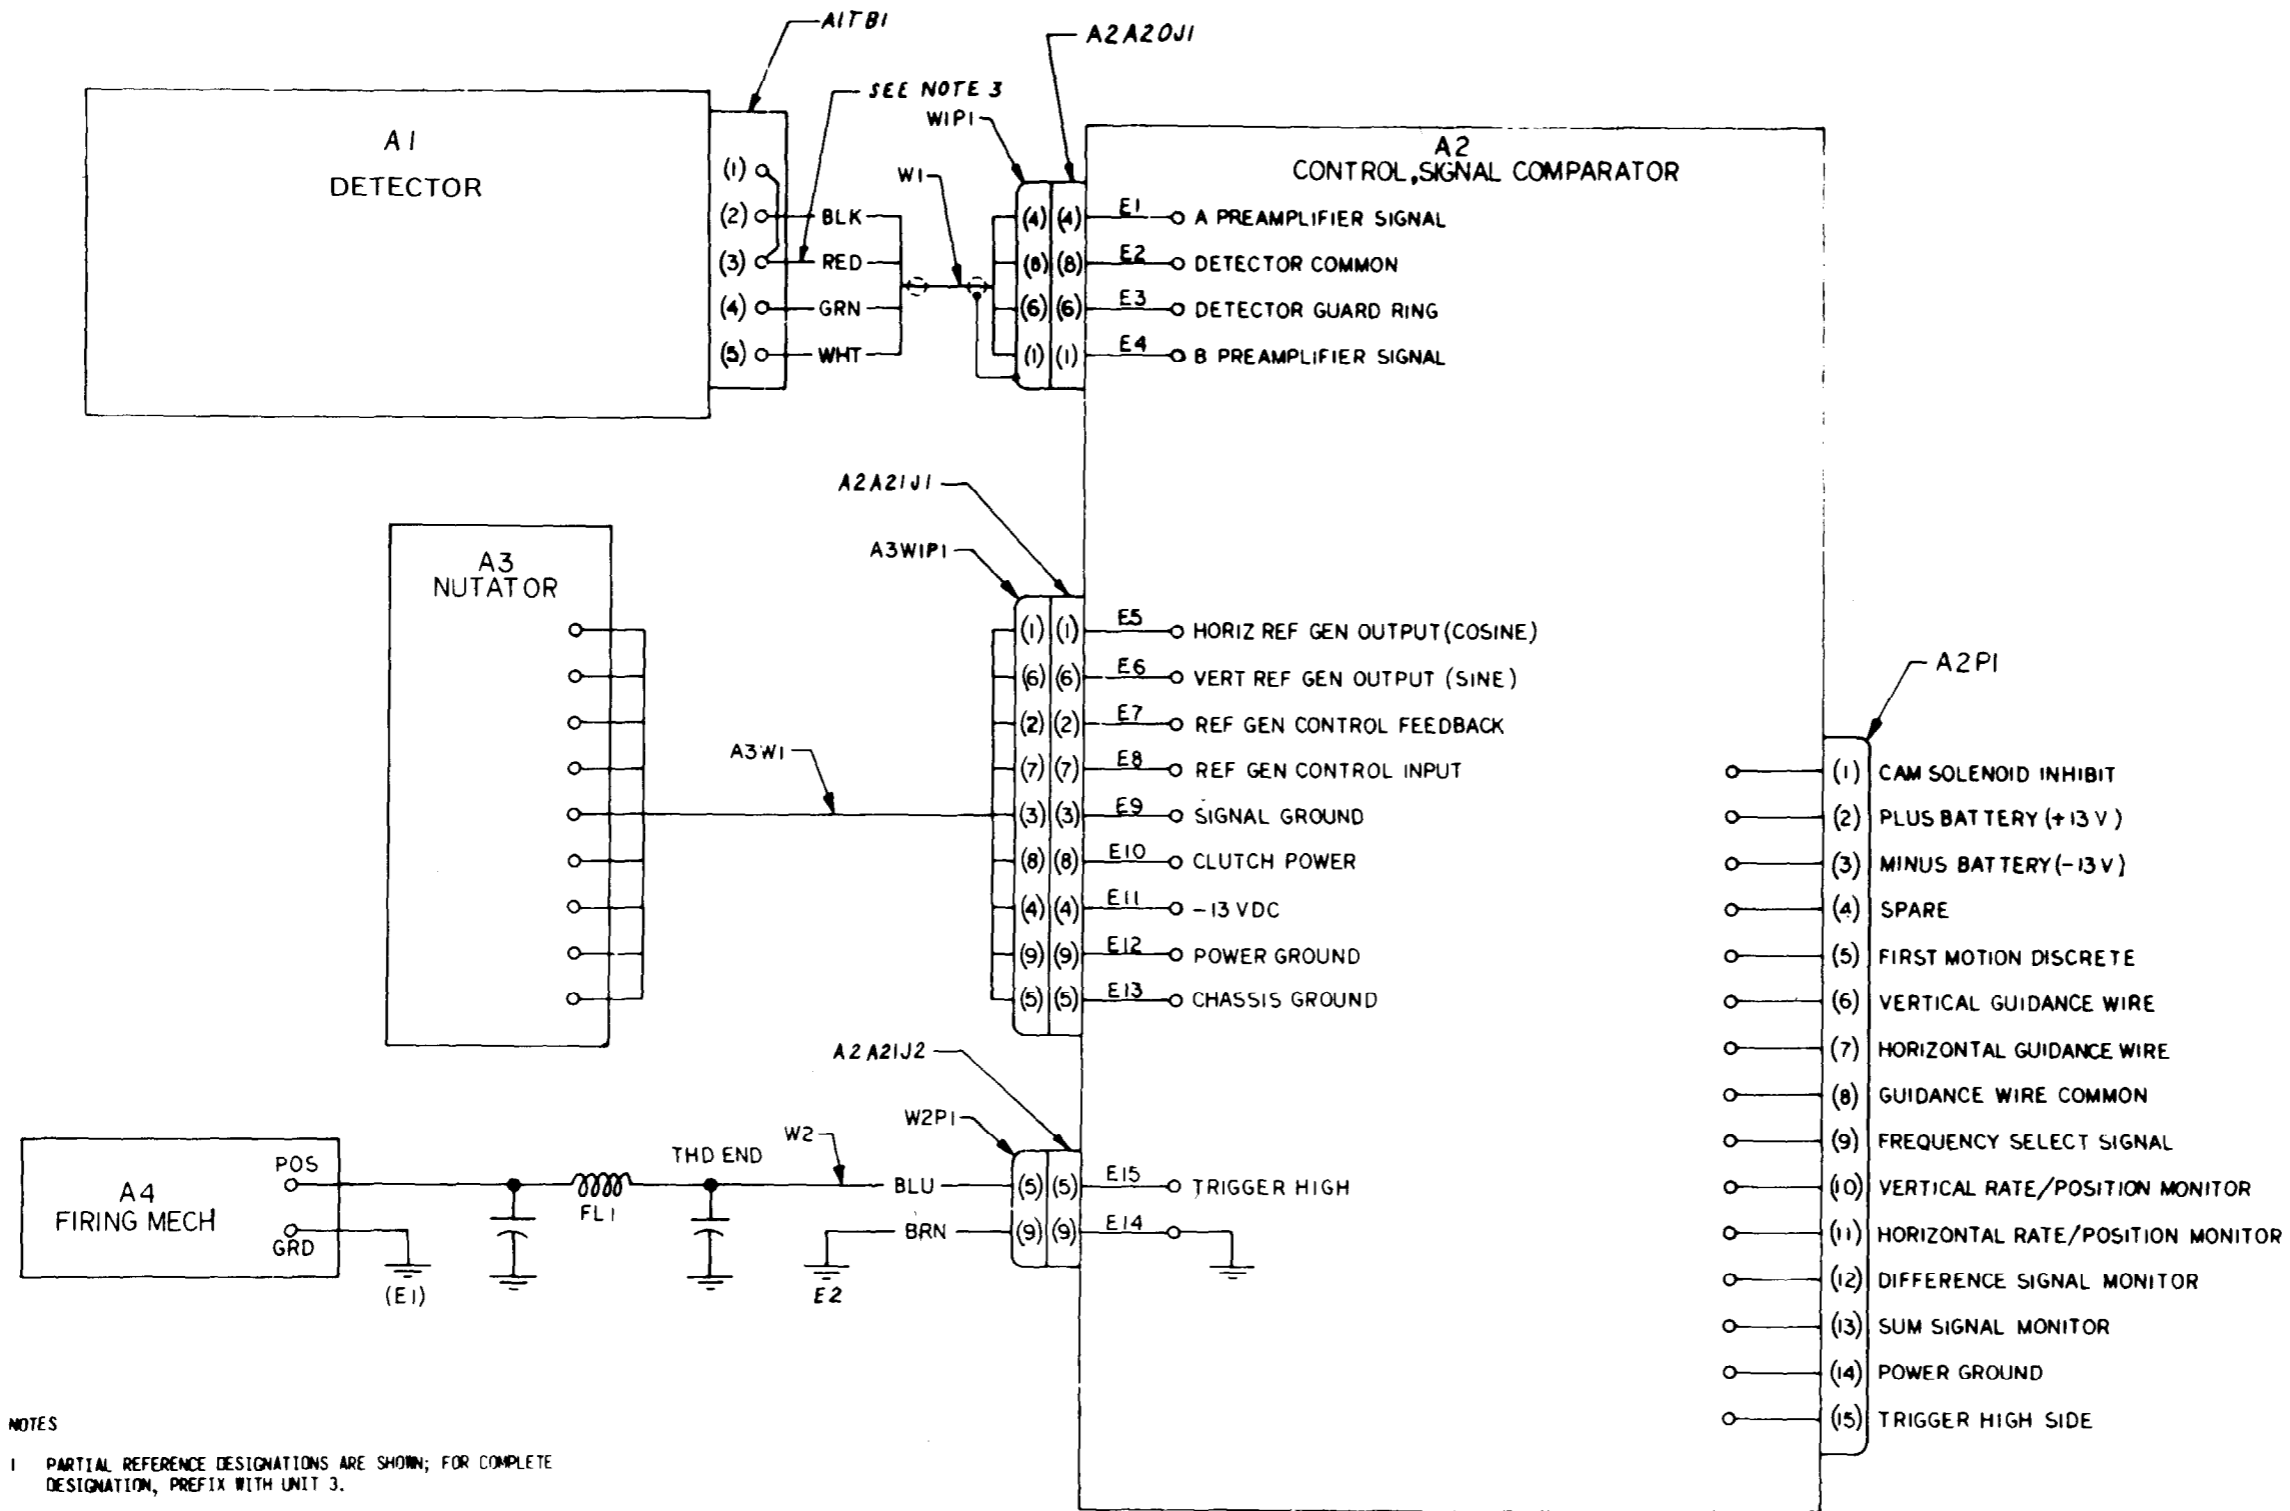 A1TB1
A2A20J1
SEE NOTE 3
W1P1
W1
A1
DETECTOR
(1)
(2)
(3)
(4)
(5)
BLK
RED
GRN
WHT
(4) (4) E1 A PREAMPLIFIER SIGNAL
(8) (8) E2 DETECTOR COMMON
(6) (6) E3 DETECTOR GUARD RING
(1) (1) E4 B PREAMPLIFIER SIGNAL
A2
CONTROL, SIGNAL COMPARATOR
A2A21J1
A3W1P1
A3
NUTATOR
A3W1
(1) (1) E5 HORIZ REF GEN OUTPUT (COSINE)
(6) (6) E6 VERT REF GEN OUTPUT (SINE)
(2) (2) E7 REF GEN CONTROL FEEDBACK
(7) (7) E8 REF GEN CONTROL INPUT
(3) (3) E9 SIGNAL GROUND
(8) (8) E10 CLUTCH POWER
(4) (4) E11 -13 VDC
(9) (9) E12 POWER GROUND
(5) (5) E13 CHASSIS GROUND
A2A21J2
W2P1
W2
THD END
A4
FIRING MECH
POS
GRD
(E1)
FL1
BLU
BRN
E2
(5) (5) E15 TRIGGER HIGH
(9) (9) E14
A2P1
(1) CAM SOLENOID INHIBIT
(2) PLUS BATTERY (+13 V)
(3) MINUS BATTERY (-13 V)
(4) SPARE
(5) FIRST MOTION DISCRETE
(6) VERTICAL GUIDANCE WIRE
(7) HORIZONTAL GUIDANCE WIRE
(8) GUIDANCE WIRE COMMON
(9) FREQUENCY SELECT SIGNAL
(10) VERTICAL RATE/POSITION MONITOR
(11) HORIZONTAL RATE/POSITION MONITOR
(12) DIFFERENCE SIGNAL MONITOR
(13) SUM SIGNAL MONITOR
(14) POWER GROUND
(15) TRIGGER HIGH SIDE
NOTES
1 PARTIAL REFERENCE DESIGNATIONS ARE SHOWN; FOR COMPLETE
DESIGNATION, PREFIX WITH UNIT 3.